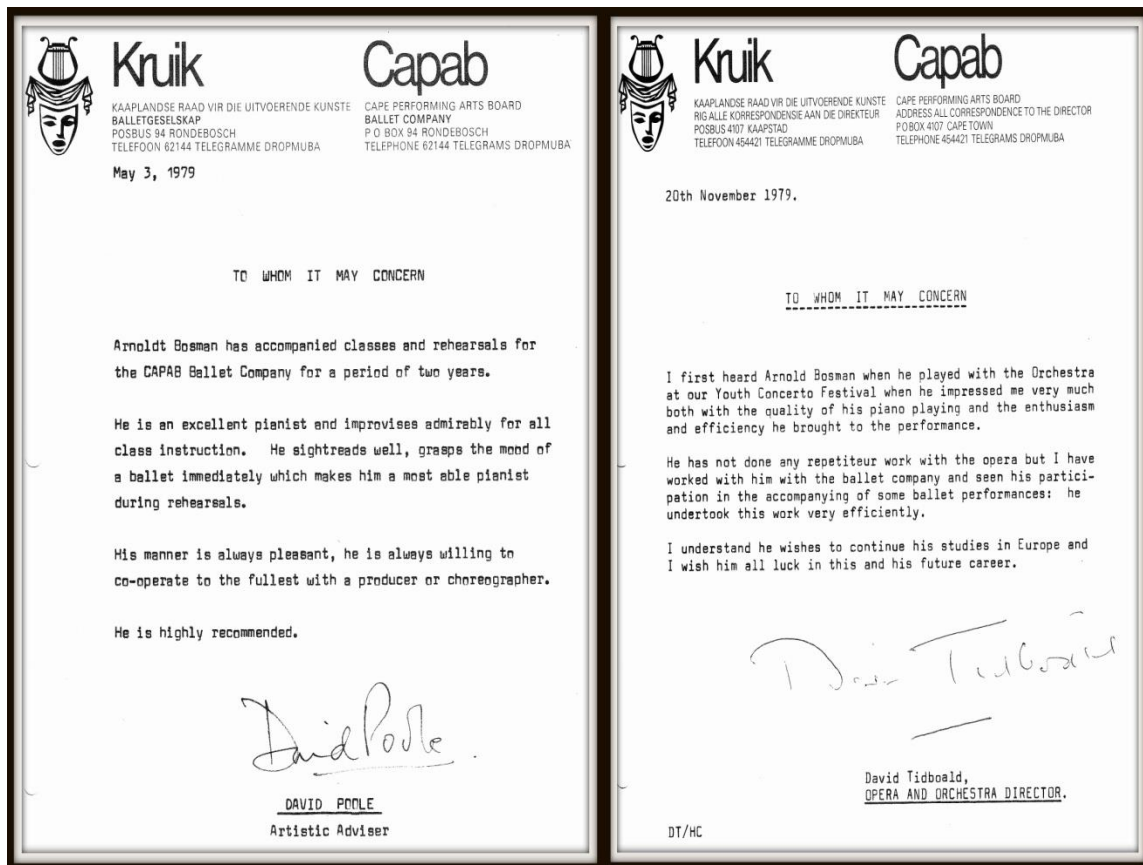 Kruik
KAAPLANDSE RAAD VIR DIE UITVOERENDE KUNSTE
BALLETGESELSKAP
POSBUS 94 RONDEBOSCH
TELEFOON 62144 TELEGRAMME DROPMUBA
Capab
CAPE PERFORMING ARTS BOARD
BALLET COMPANY
P O BOX 94 RONDEBOSCH
TELEPHONE 62144 TELEGRAMS DROPMUBA
May 3, 1979
TO WHOM IT MAY CONCERN
Arnoldt Bosman has accompanied classes and rehearsals for
the CAPAB Ballet Company for a period of two years.
He is an excellent pianist and improvises admirably for all
class instruction. He sightreads well, grasps the mood of
a ballet immediately which makes him a most able pianist
during rehearsals.
His manner is always pleasant, he is always willing to
co-operate to the fullest with a producer or choreographer.
He is highly recommended.
David Poole
DAVID POOLE
Artistic Adviser
Kruik
KAAPLANDSE RAAD VIR DIE UITVOERENDE KUNSTE
RIG ALLE KORRESPONDENSIE AAN DIE DIREKTEUR
POSBUS 4107 KAAPSTAD
TELEFOON 454421 TELEGRAMME DROPMUBA
Capab
CAPE PERFORMING ARTS BOARD
ADDRESS ALL CORRESPONDENCE TO THE DIRECTOR
P O BOX 4107 CAPE TOWN
TELEPHONE 454421 TELEGRAMS DROPMUBA
20th November 1979.
TO WHOM IT MAY CONCERN
I first heard Arnold Bosman when he played with the Orchestra
at our Youth Concerto Festival when he impressed me very much
both with the quality of his piano playing and the enthusiasm
and efficiency he brought to the performance.
He has not done any repetiteur work with the opera but I have
worked with him with the ballet company and seen his partici-
pation in the accompanying of some ballet performances: he
undertook this work very efficiently.
I understand he wishes to continue his studies in Europe and
I wish him all luck in this and his future career.
David Tidboald
David Tidboald,
OPERA AND ORCHESTRA DIRECTOR.
DT/HC